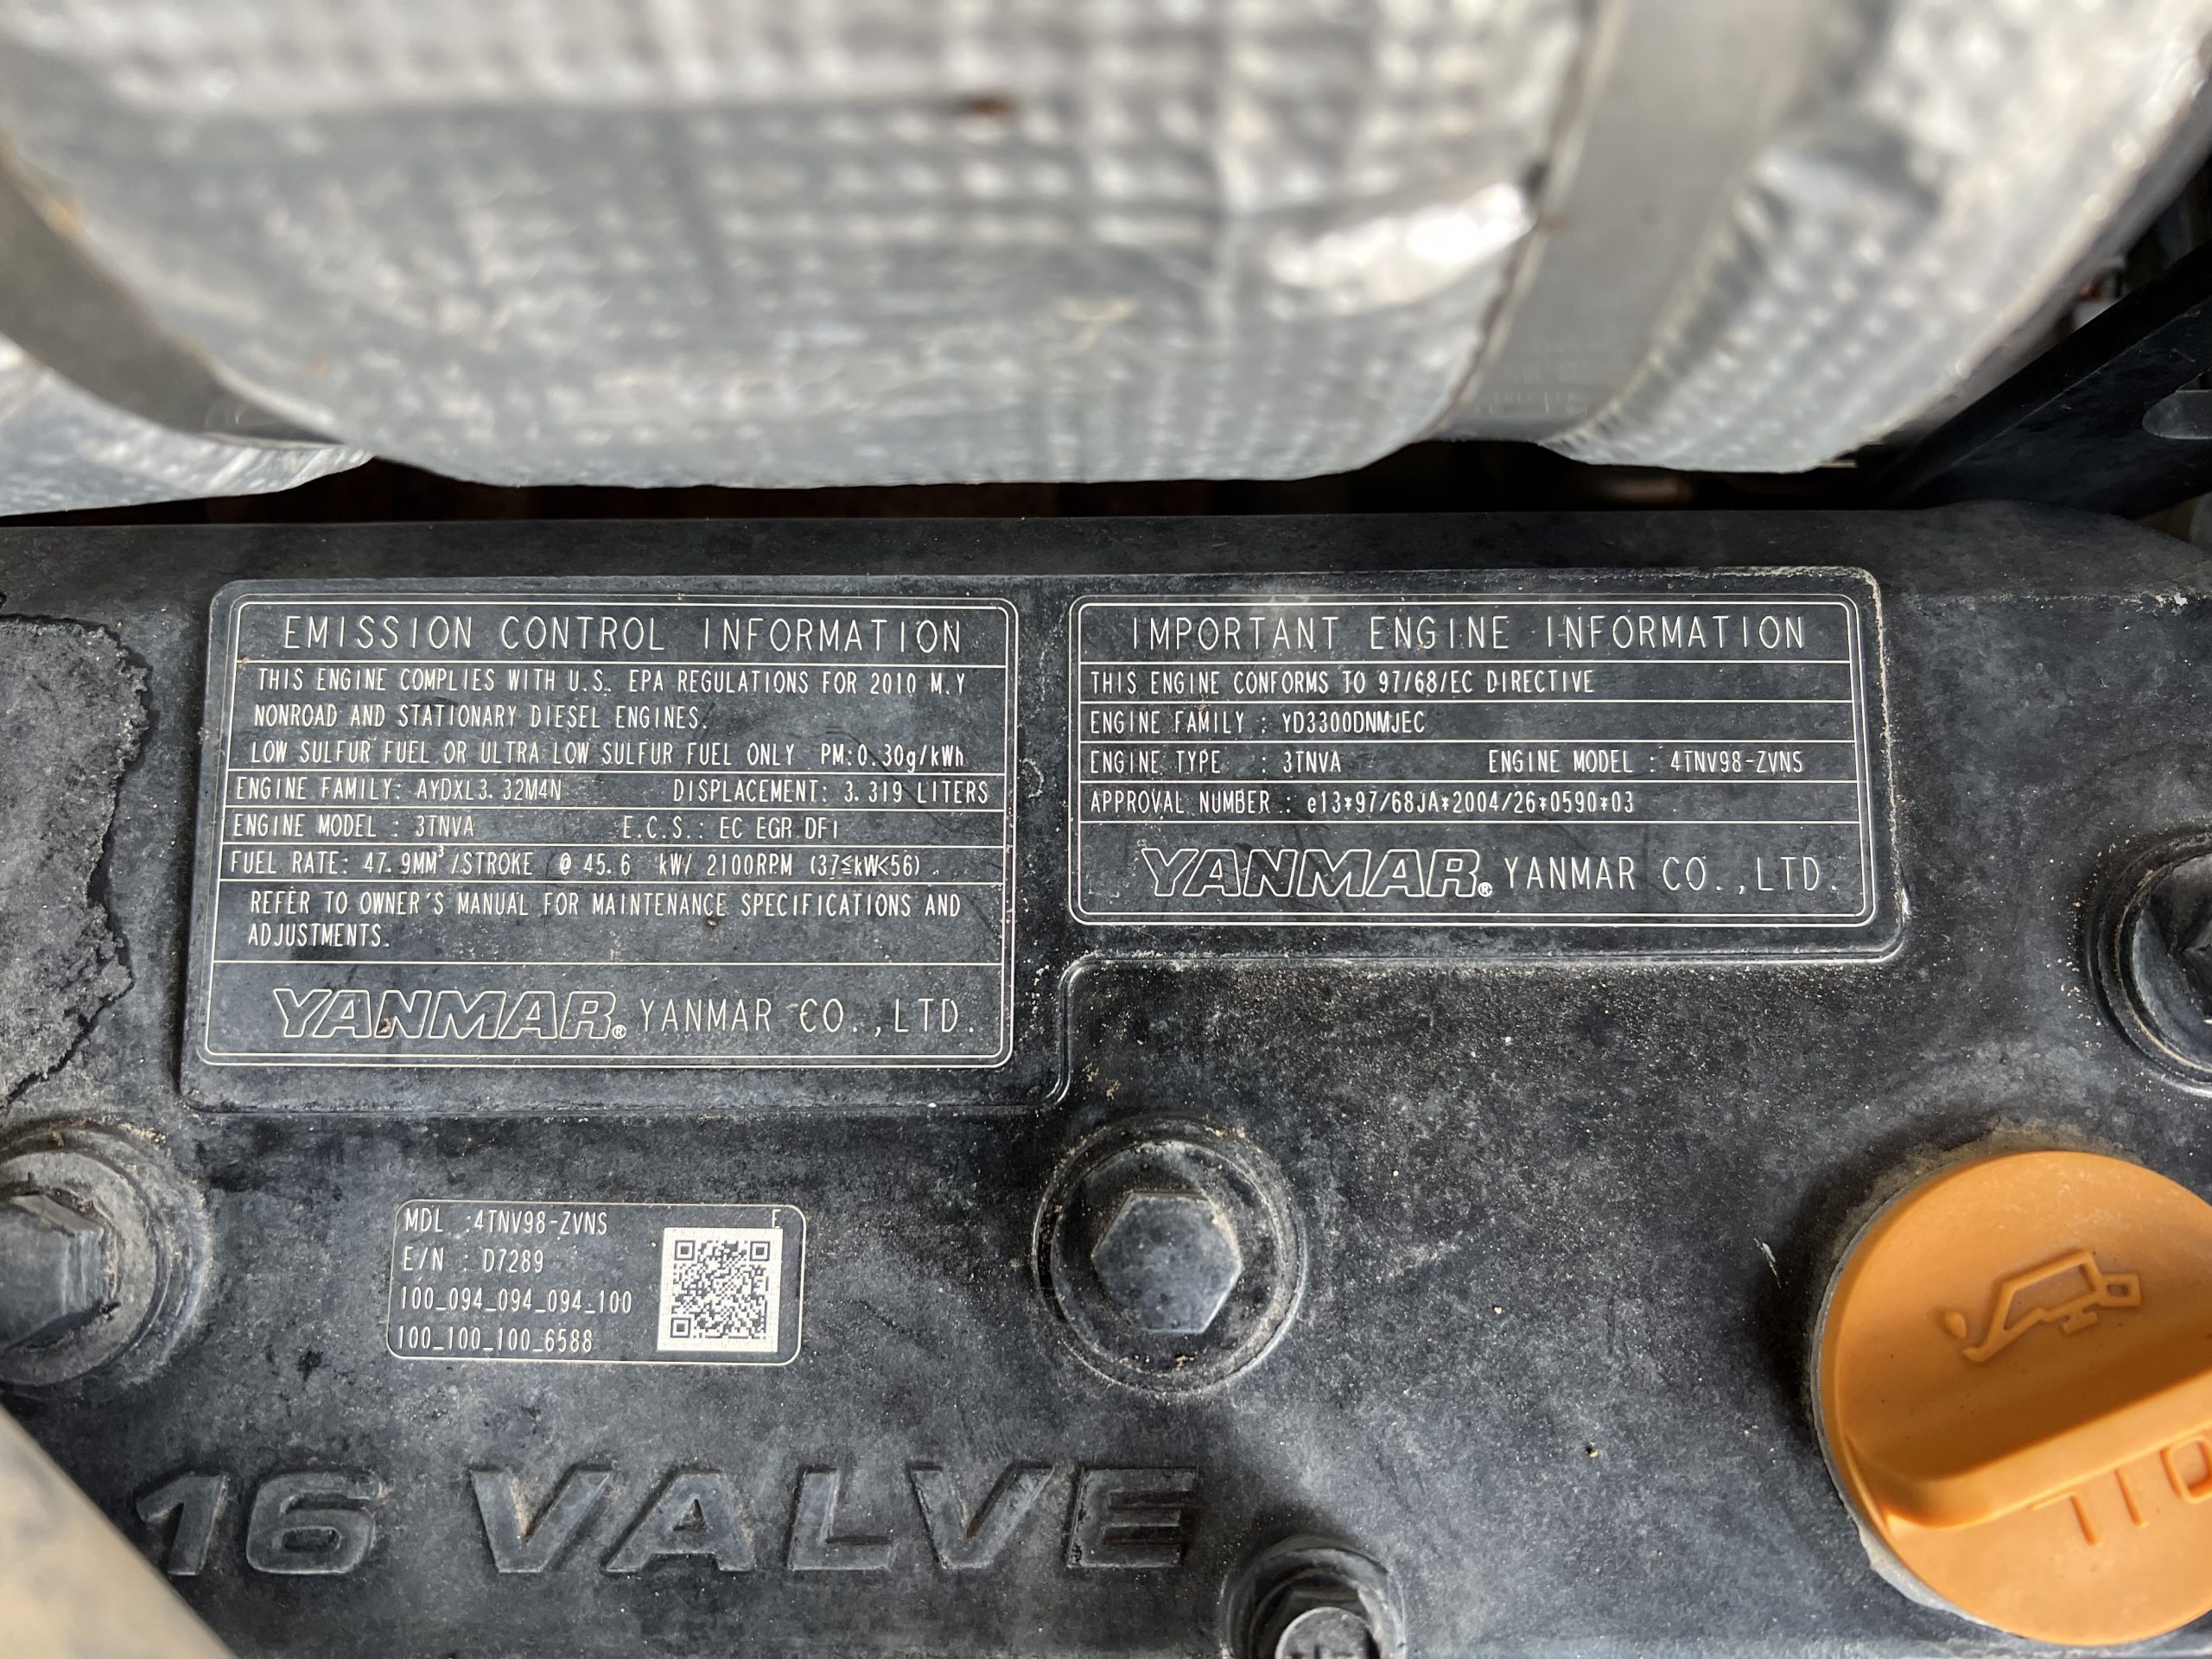 EMISSION CONTROL INFORMATION
THIS ENGINE COMPLIES WITH U.S. EPA REGULATIONS FOR 2010 M.Y
NONROAD AND STATIONARY DIESEL ENGINES.
LOW SULFUR FUEL OR ULTRA LOW SULFUR FUEL ONLY PM:0.30g/kWh
ENGINE FAMILY: AYDXL3.32M4N DISPLACEMENT: 3.319 LITERS
ENGINE MODEL : 3TNVA E.C.S.: EC EGR DFI
FUEL RATE: 47.9MM³/STROKE @ 45.6 kW/ 2100RPM (37≦kW<56)
REFER TO OWNER'S MANUAL FOR MAINTENANCE SPECIFICATIONS AND
ADJUSTMENTS.
YANMAR® YANMAR CO.,LTD.
IMPORTANT ENGINE INFORMATION
THIS ENGINE CONFORMS TO 97/68/EC DIRECTIVE
ENGINE FAMILY : YD3300DNMJEC
ENGINE TYPE : 3TNVA ENGINE MODEL : 4TNV98-ZVNS
APPROVAL NUMBER : e13*97/68JA*2004/26*0590*03
YANMAR® YANMAR CO.,LTD.
MDL :4TNV98-ZVNS E
E/N : D7289
100_094_094_094_100
100_100_100_6588
16 VALVE
OIL